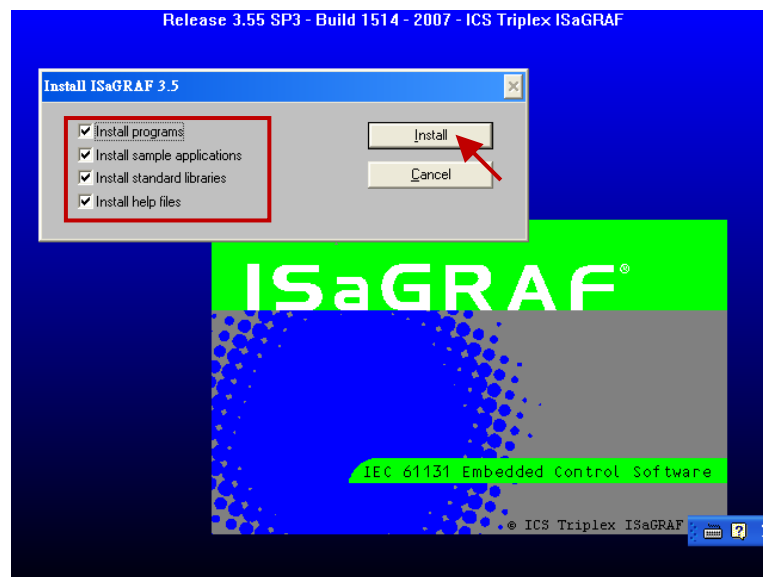 Release 3.55 SP3 - Build 1514 - 2007 - ICS Triplex ISaGRAF
Install ISaGRAF 3.5
Install programs
Install sample applications
Install standard libraries
Install help files
Install
Cancel
ISaGRAF®
IEC 61131 Embedded Control Software
© ICS Triplex ISaGRAF